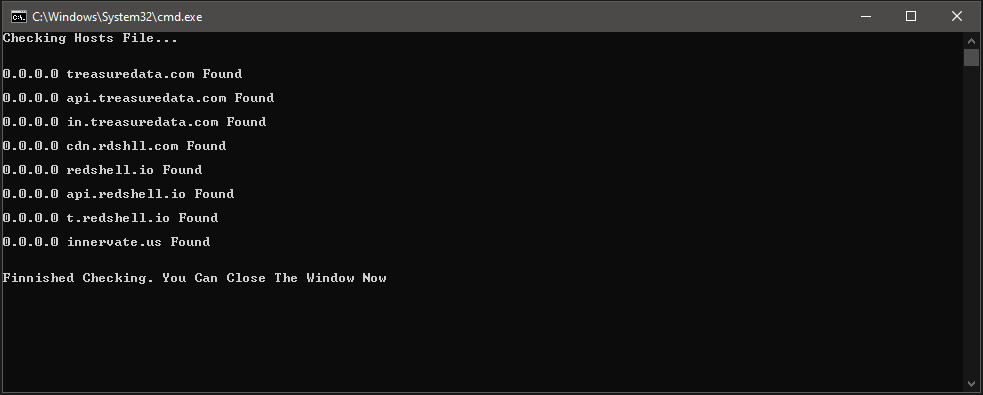 C:\Windows\System32\cmd.exe
Checking Hosts File...
0.0.0.0 treasuredata.com Found
0.0.0.0 api.treasuredata.com Found
0.0.0.0 in.treasuredata.com Found
0.0.0.0 cdn.rdshll.com Found
0.0.0.0 redshell.io Found
0.0.0.0 api.redshell.io Found
0.0.0.0 t.redshell.io Found
0.0.0.0 innervate.us Found
Finnished Checking. You Can Close The Window Now